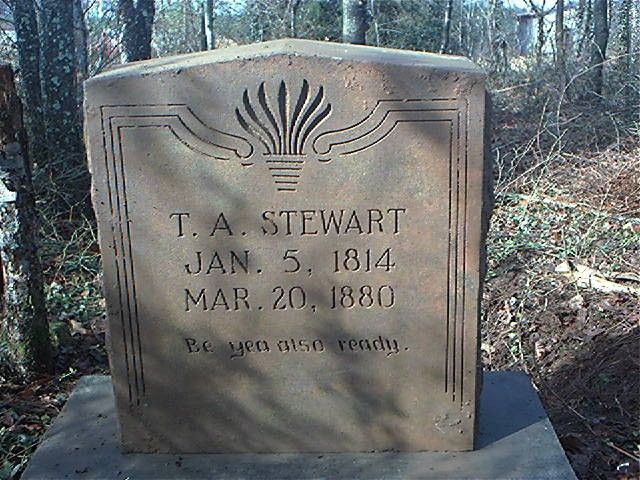 T. A. STEWART
JAN. 5, 1814
MAR. 20, 1880
Be yea also ready.